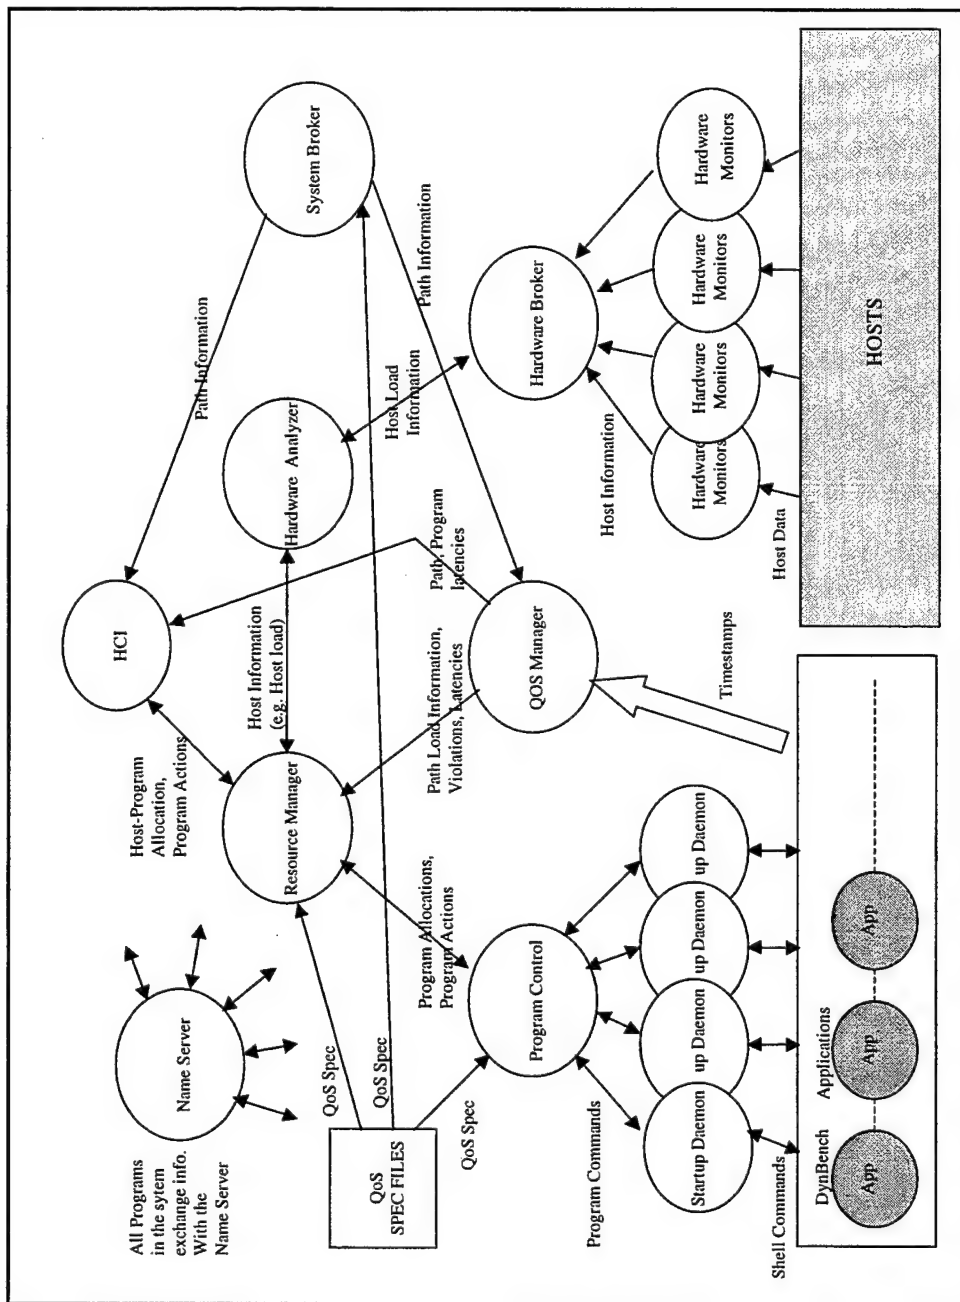 All Programs
in the sytem
exchange info.
With the
Name Server
Name Server
Host-Program
Allocation,
Program Actions
HCI
Path Information
System Broker
QoS Spec
QoS Spec
QoS
SPEC FILES
QoS Spec
Resource Manager
Host Information
(e.g. Host load)
Hardware Analyzer
Host Load
Information
Path Information
Program Allocations,
Program Actions
Path Load Information,
Violations, Latencies
Path, Program
latencies
Program Control
QOS Manager
Hardware Broker
Program Commands
Host Information
Startup Daemon
up Daemon
up Daemon
up Daemon
Hardware
Monitors
Hardware
Monitors
Hardware
Monitors
Hardware
Monitors
Timestamps
Shell Commands
Host Data
DynBench
Applications
App
App
App
HOSTS